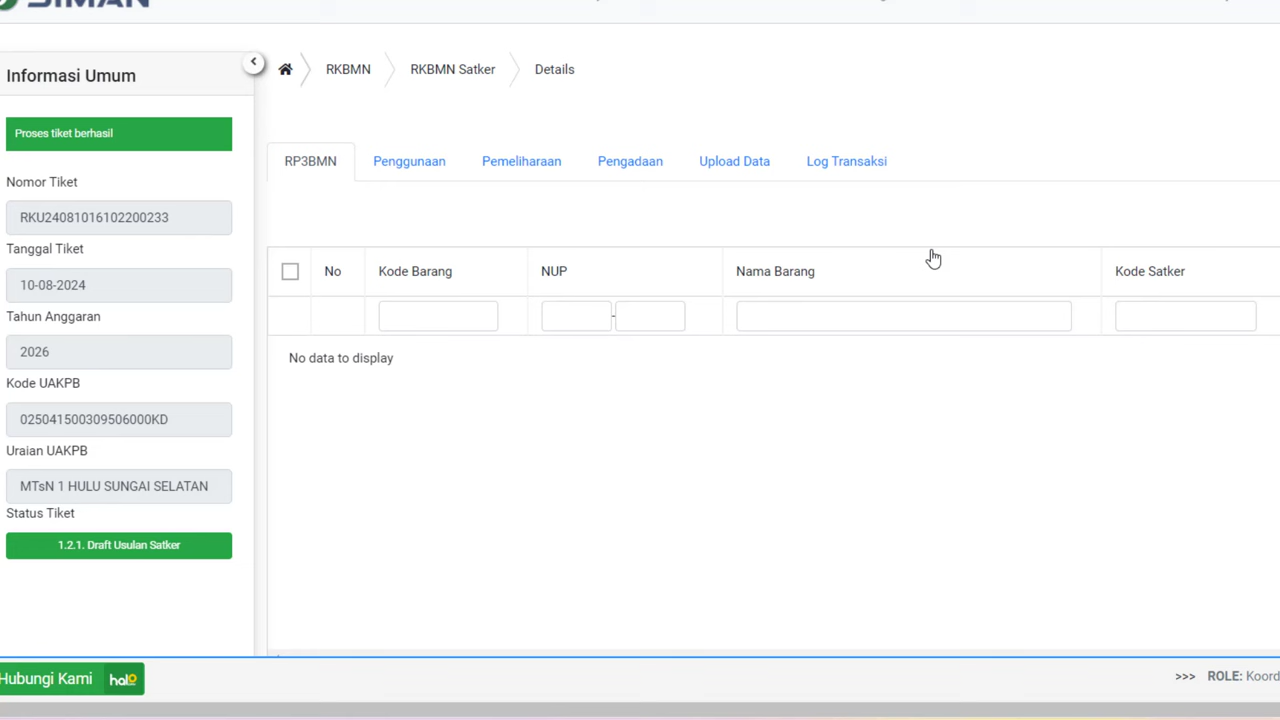 SIMAN
Informasi Umum
RKBMN
RKBMN Satker
Details
Proses tiket berhasil
RP3BMN
Penggunaan
Pemeliharaan
Pengadaan
Upload Data
Log Transaksi
Nomor Tiket
RKU24081016102200233
Tanggal Tiket
10-08-2024
Tahun Anggaran
2026
Kode UAKPB
025041500309506000KD
Uraian UAKPB
MTsN 1 HULU SUNGAI SELATAN
Status Tiket
1.2.1. Draft Usulan Satker
No
Kode Barang
NUP
Nama Barang
Kode Satker
-
No data to display
Hubungi Kami
halo
>>> ROLE: Koord